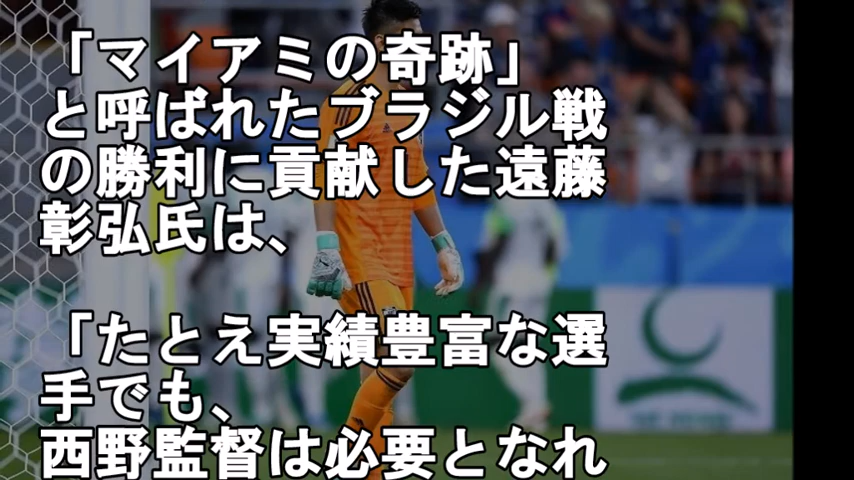 「マイアミの奇跡」
と呼ばれたブラジル戦
の勝利に貢献した遠藤
彰弘氏は、
「たとえ実績豊富な選
手でも、
西野監督は必要となれ